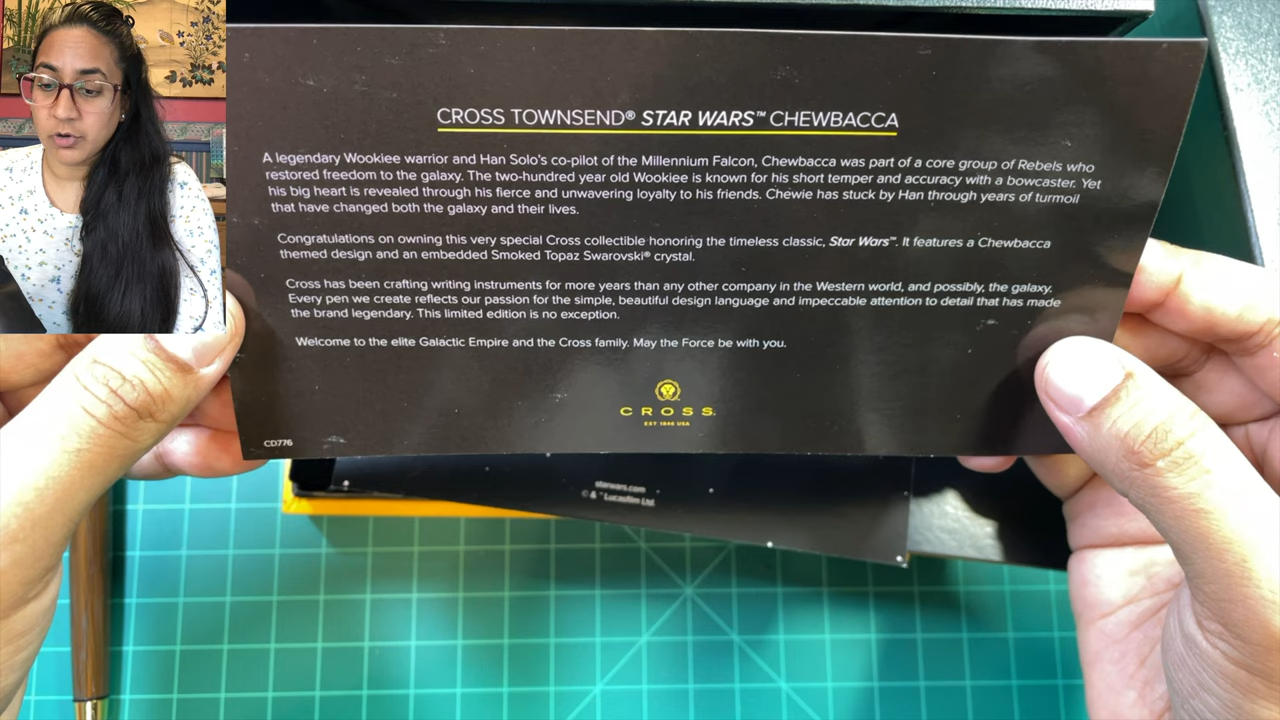 CROSS TOWNSEND® STAR WARS™ CHEWBACCA
A legendary Wookiee warrior and Han Solo's co-pilot of the Millennium Falcon, Chewbacca was part of a core group of Rebels who
restored freedom to the galaxy. The two-hundred year old Wookiee is known for his short temper and accuracy with a bowcaster. Yet
his big heart is revealed through his fierce and unwavering loyalty to his friends. Chewie has stuck by Han through years of turmoil
that have changed both the galaxy and their lives.
Congratulations on owning this very special Cross collectible honoring the timeless classic, Star Wars™. It features a Chewbacca
themed design and an embedded Smoked Topaz Swarovski® crystal.
Cross has been crafting writing instruments for more years than any other company in the Western world, and possibly, the galaxy.
Every pen we create reflects our passion for the simple, beautiful design language and impeccable attention to detail that has made
the brand legendary. This limited edition is no exception.
Welcome to the elite Galactic Empire and the Cross family. May the Force be with you.
CROSS®
EST 1846 USA
CD776
starwars.com
© & ™ Lucasfilm Ltd.